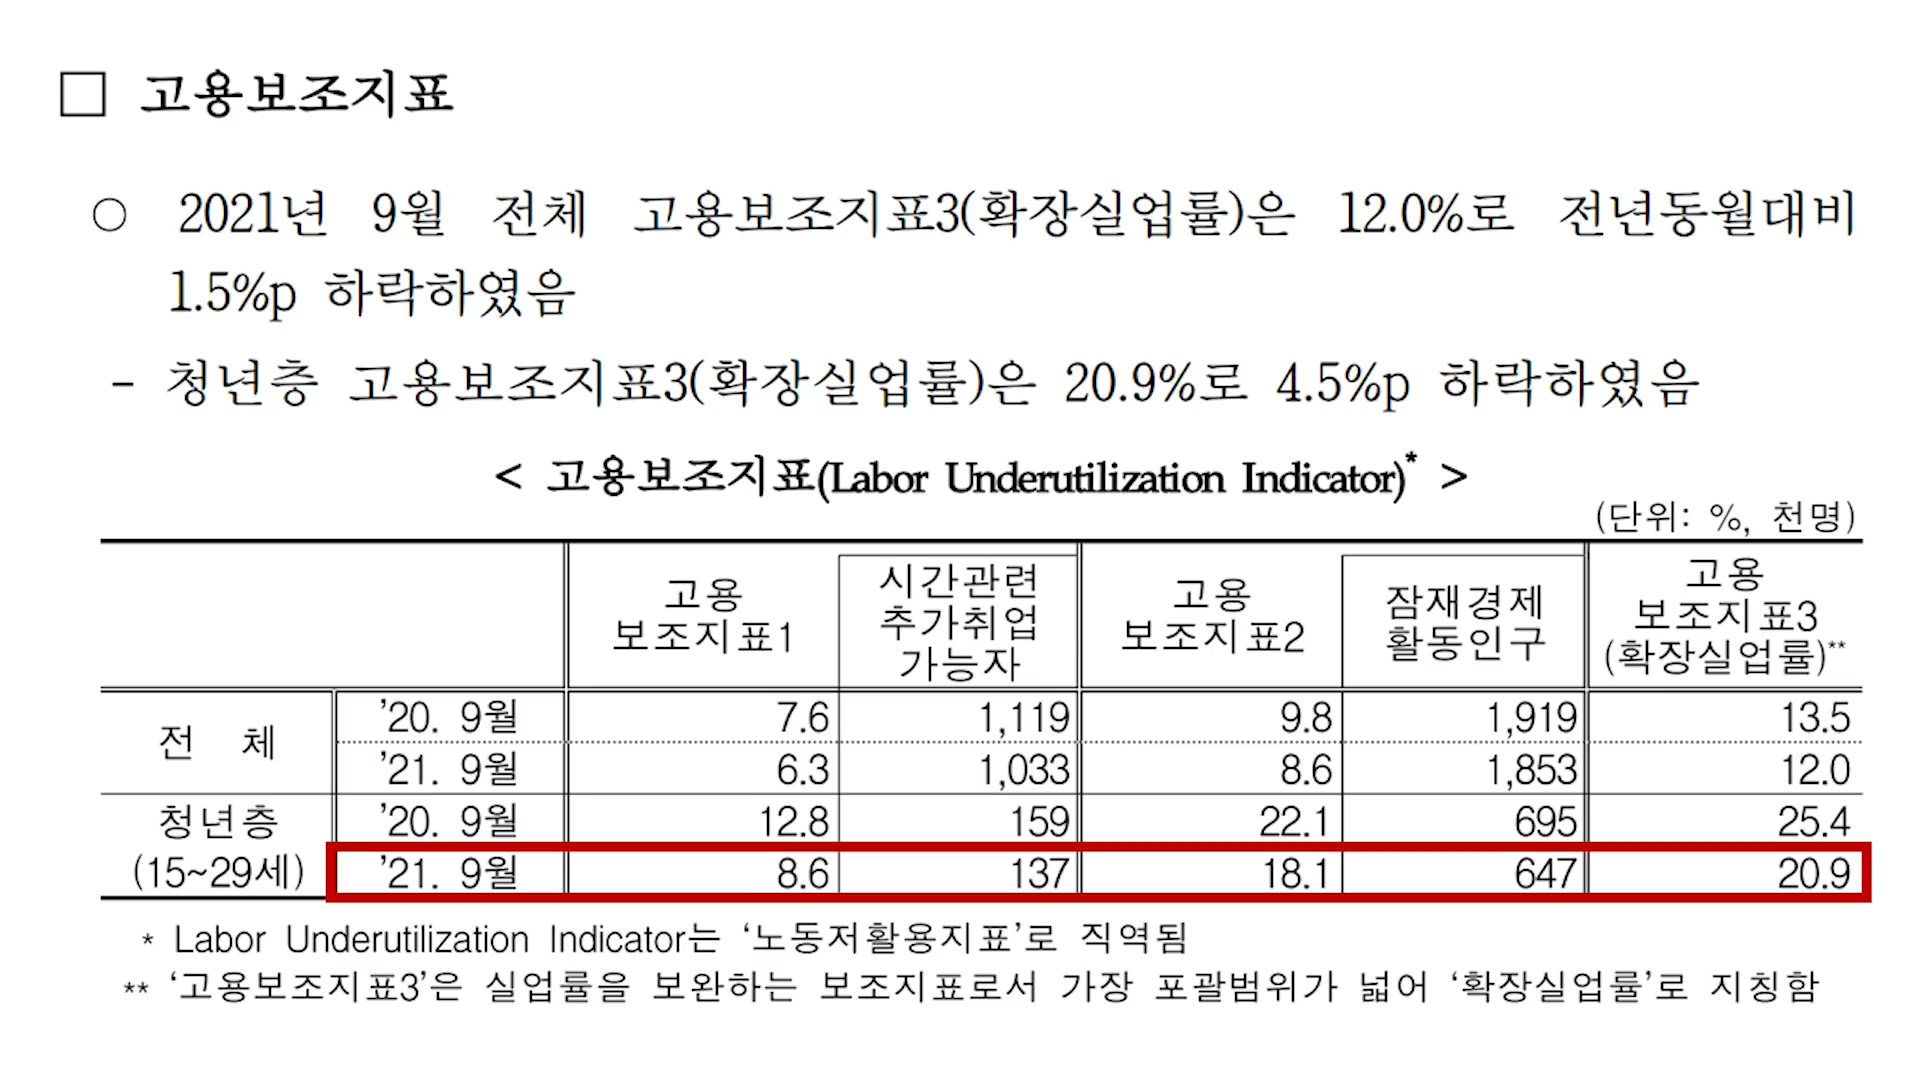 □ 고용보조지표
○ 2021년 9월 전체 고용보조지표3(확장실업률)은 12.0%로 전년동월대비
1.5%p 하락하였음
- 청년층 고용보조지표3(확장실업률)은 20.9%로 4.5%p 하락하였음
< 고용보조지표(Labor Underutilization Indicator)* >
(단위: %, 천명)
고용
보조지표1
시간관련
추가취업
가능자
고용
보조지표2
잠재경제
활동인구
고용
보조지표3
(확장실업률)**
전 체
'20. 9월 7.6 1,119 9.8 1,919 13.5
'21. 9월 6.3 1,033 8.6 1,853 12.0
청년층
(15~29세)
'20. 9월 12.8 159 22.1 695 25.4
'21. 9월 8.6 137 18.1 647 20.9
* Labor Underutilization Indicator는 ‘노동저활용지표’로 직역됨
** ‘고용보조지표3’은 실업률을 보완하는 보조지표로서 가장 포괄범위가 넓어 ‘확장실업률’로 지칭함